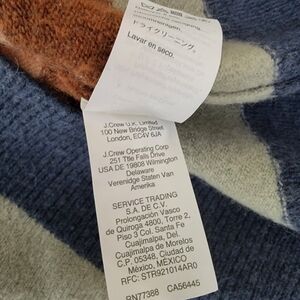 ドライクリーニング。
Lavar en seco.
J.Crew U.K. Limited
100 New Bridge Street
London, EC4V 6JA
J.Crew Operating Corp
251 Ttle Falls Drive
USA DE 19808 Wilmington
Delaware
Verenidge Staten Van
Amerika
SERVICE TRADING
S.A. DE C.V.
Prolongación Vasco
de Quiroga 4800, Torre 2,
Piso 3 Col. Santa Fe
Cuajimalpa, Del.
Cuajimalpa de Morelos
C.P. 05348, Ciudad de
México, MÉXICO
RFC: STR921014AR0
RN77388 CA56445